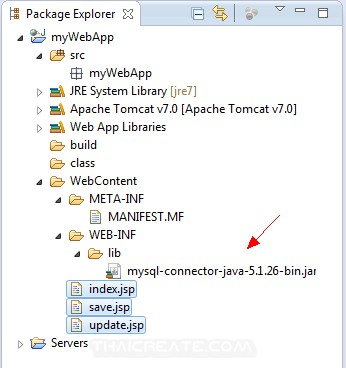 Package Explorer
myWebApp
src
myWebApp
JRE System Library [jre7]
Apache Tomcat v7.0 [Apache Tomcat v7.0]
Web App Libraries
build
class
WebContent
META-INF
MANIFEST.MF
WEB-INF
lib
mysql-connector-java-5.1.26-bin.jar
index.jsp
save.jsp
update.jsp
Servers
THAICREATE.COM